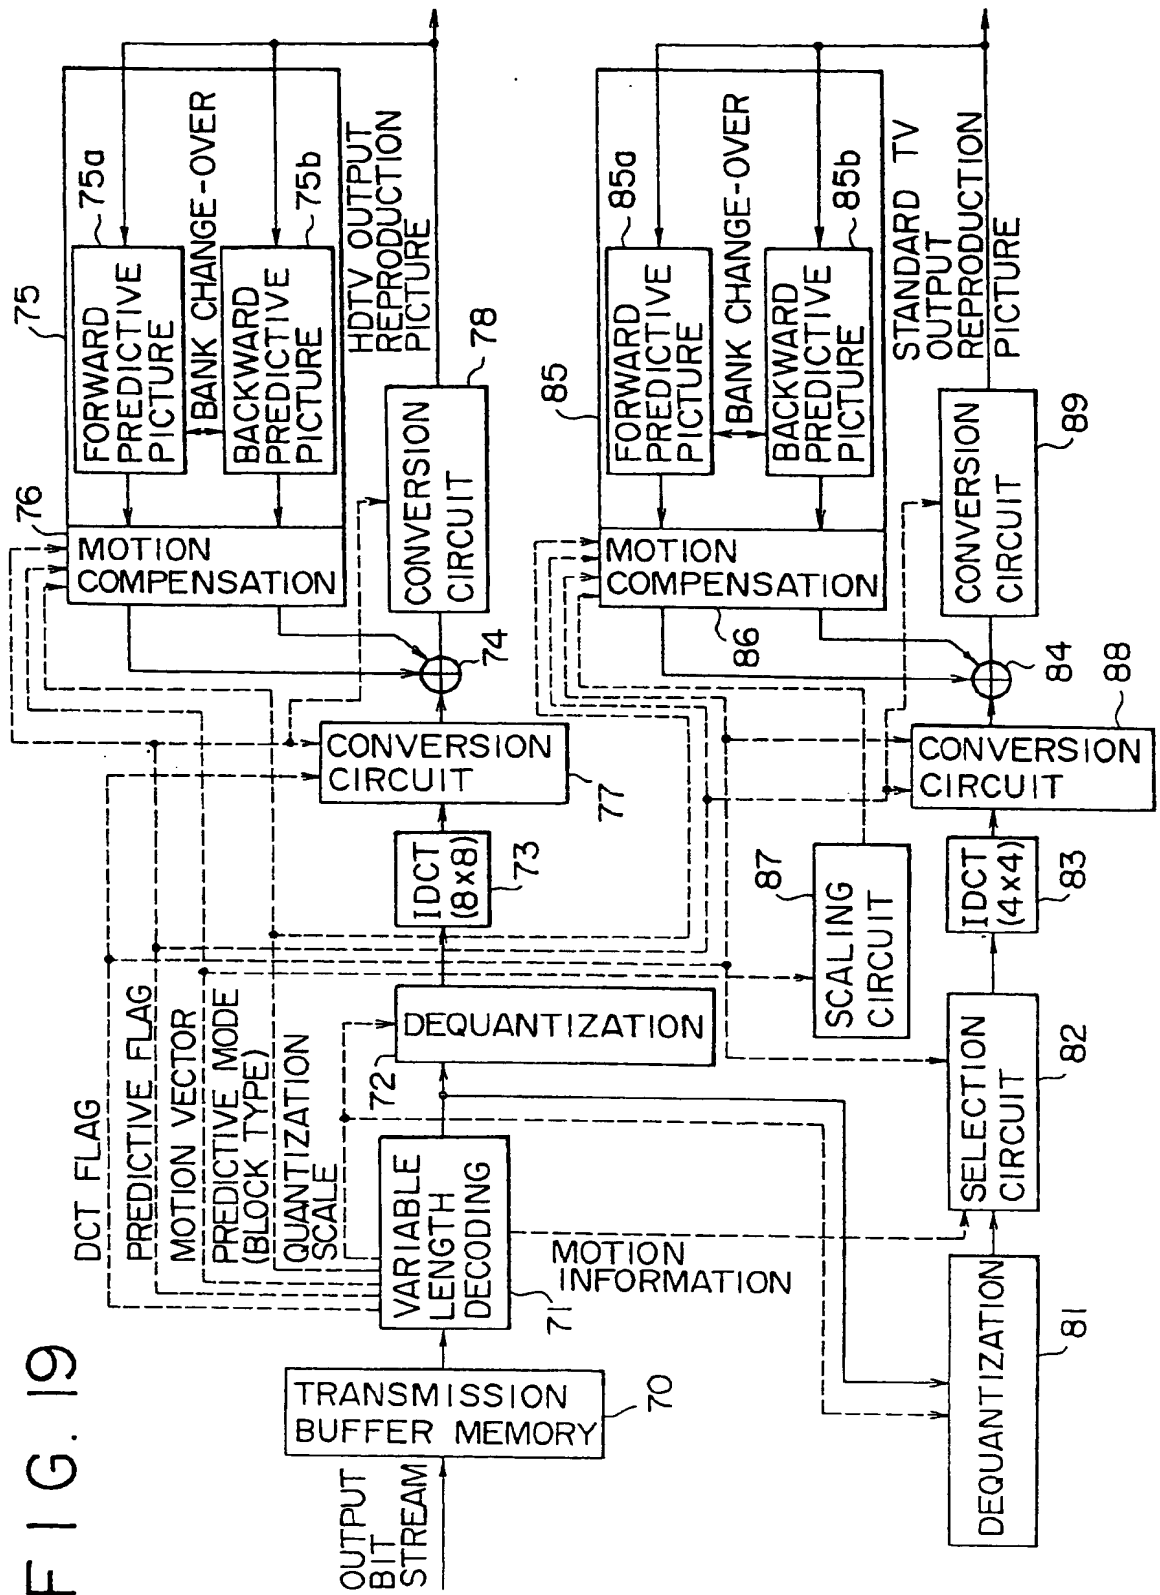 FIG. 19
OUTPUT
BIT
STREAM
TRANSMISSION
BUFFER MEMORY
70
VARIABLE
LENGTH
DECODING
71
DCT FLAG
PREDICTIVE FLAG
MOTION VECTOR
PREDICTIVE MODE
(BLOCK TYPE)
QUANTIZATION
SCALE
MOTION
INFORMATION
72
DEQUANTIZATION
IDCT
(8x8)
73
CONVERSION
CIRCUIT
77
74
CONVERSION
CIRCUIT
78
76
MOTION
COMPENSATION
75
FORWARD
PREDICTIVE
PICTURE
75a
BANK CHANGE-OVER
BACKWARD
PREDICTIVE
PICTURE
75b
HDTV OUTPUT
REPRODUCTION
PICTURE
DEQUANTIZATION
81
SELECTION
CIRCUIT
82
87
SCALING
CIRCUIT
IDCT
(4x4)
83
CONVERSION
CIRCUIT
88
84
CONVERSION
CIRCUIT
89
MOTION
COMPENSATION
86
85
FORWARD
PREDICTIVE
PICTURE
85a
BANK CHANGE-OVER
BACKWARD
PREDICTIVE
PICTURE
85b
STANDARD TV
OUTPUT
REPRODUCTION
PICTURE